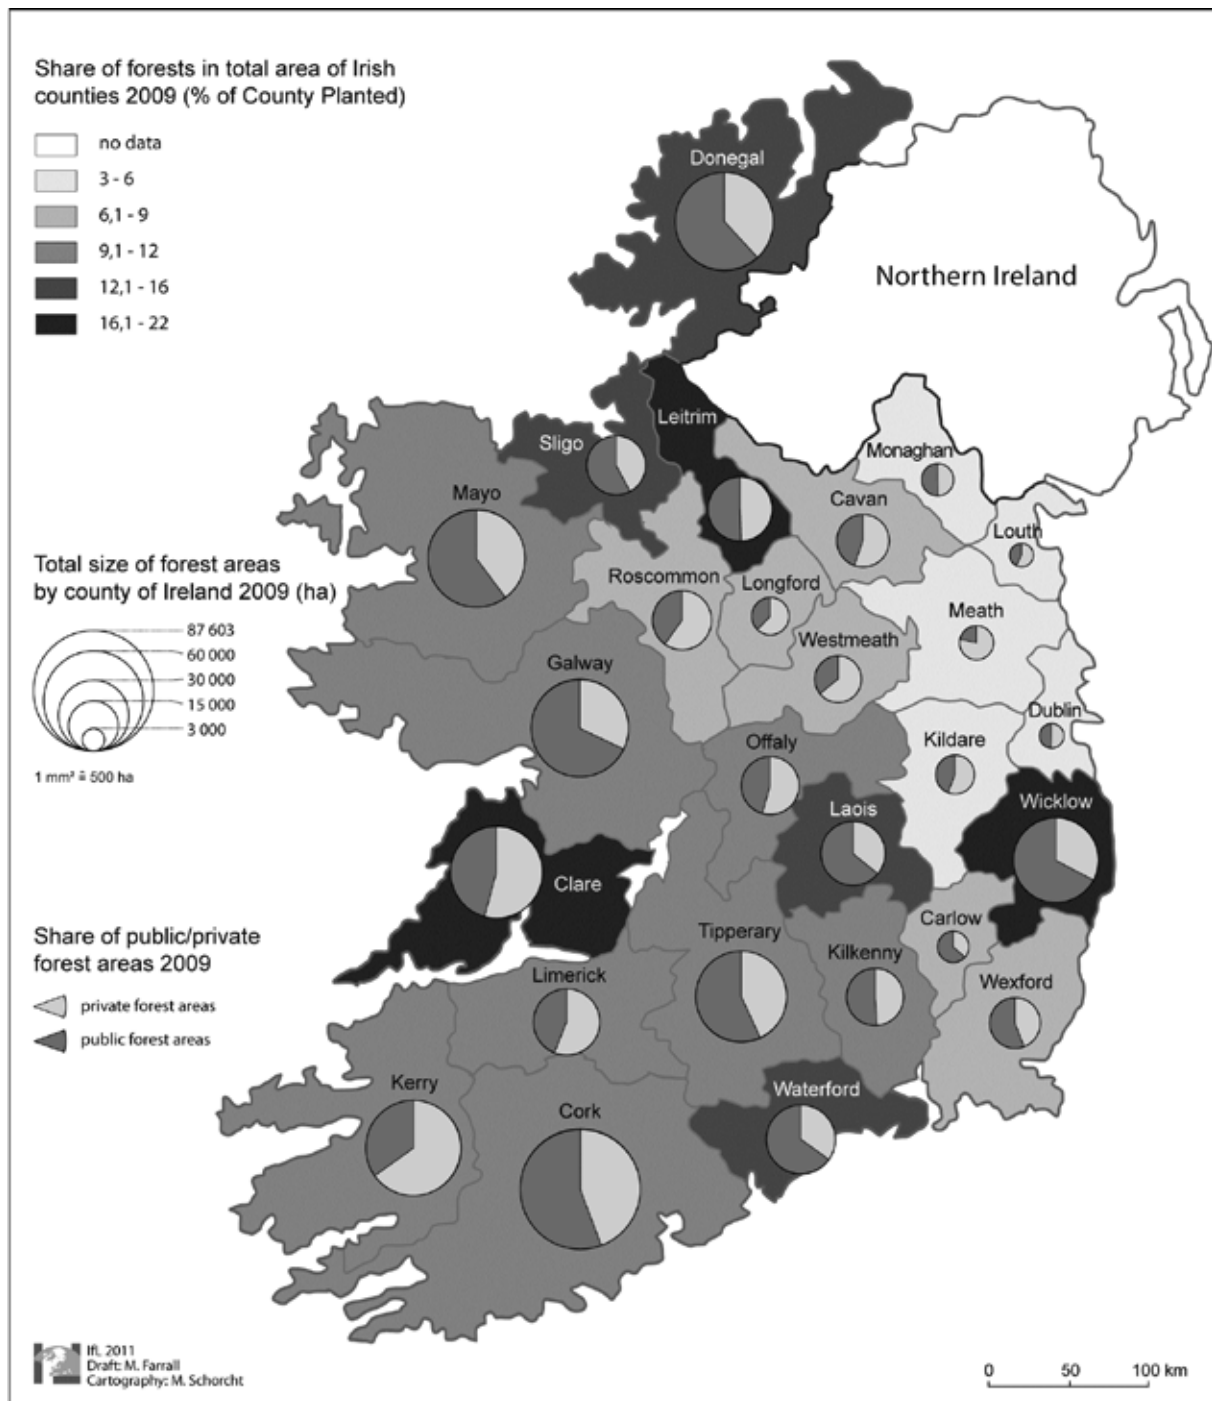 Share of forests in total area of Irish
counties 2009 (% of County Planted)
no data
3 - 6
6,1 - 9
9,1 - 12
12,1 - 16
16,1 - 22
Donegal
Northern Ireland
Leitrim
Sligo
Monaghan
Mayo
Cavan
Louth
Total size of forest areas
by county of Ireland 2009 (ha)
87 603
60 000
30 000
15 000
3 000
1 mm² ≙ 500 ha
Roscommon
Longford
Meath
Westmeath
Galway
Dublin
Offaly
Kildare
Laois
Wicklow
Clare
Carlow
Share of public/private
forest areas 2009
private forest areas
public forest areas
Tipperary
Kilkenny
Limerick
Wexford
Kerry
Waterford
Cork
IfL 2011
Draft: M. Farrall
Cartography: M. Schorcht
0 50 100 km